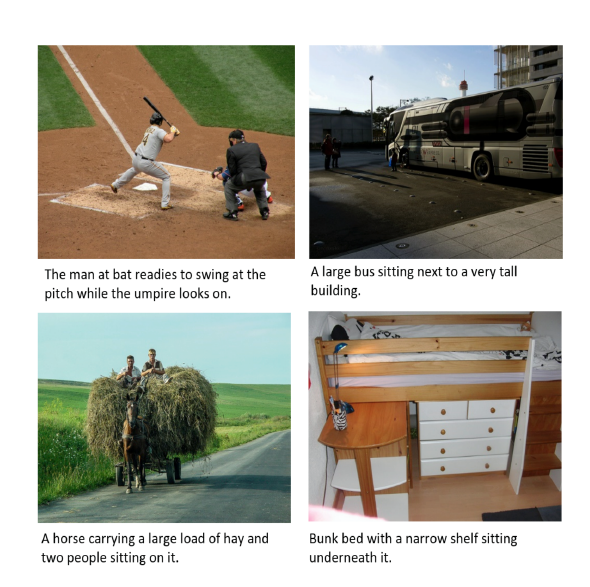 The man at bat readies to swing at the
pitch while the umpire looks on.
A large bus sitting next to a very tall
building.
A horse carrying a large load of hay and
two people sitting on it.
Bunk bed with a narrow shelf sitting
underneath it.